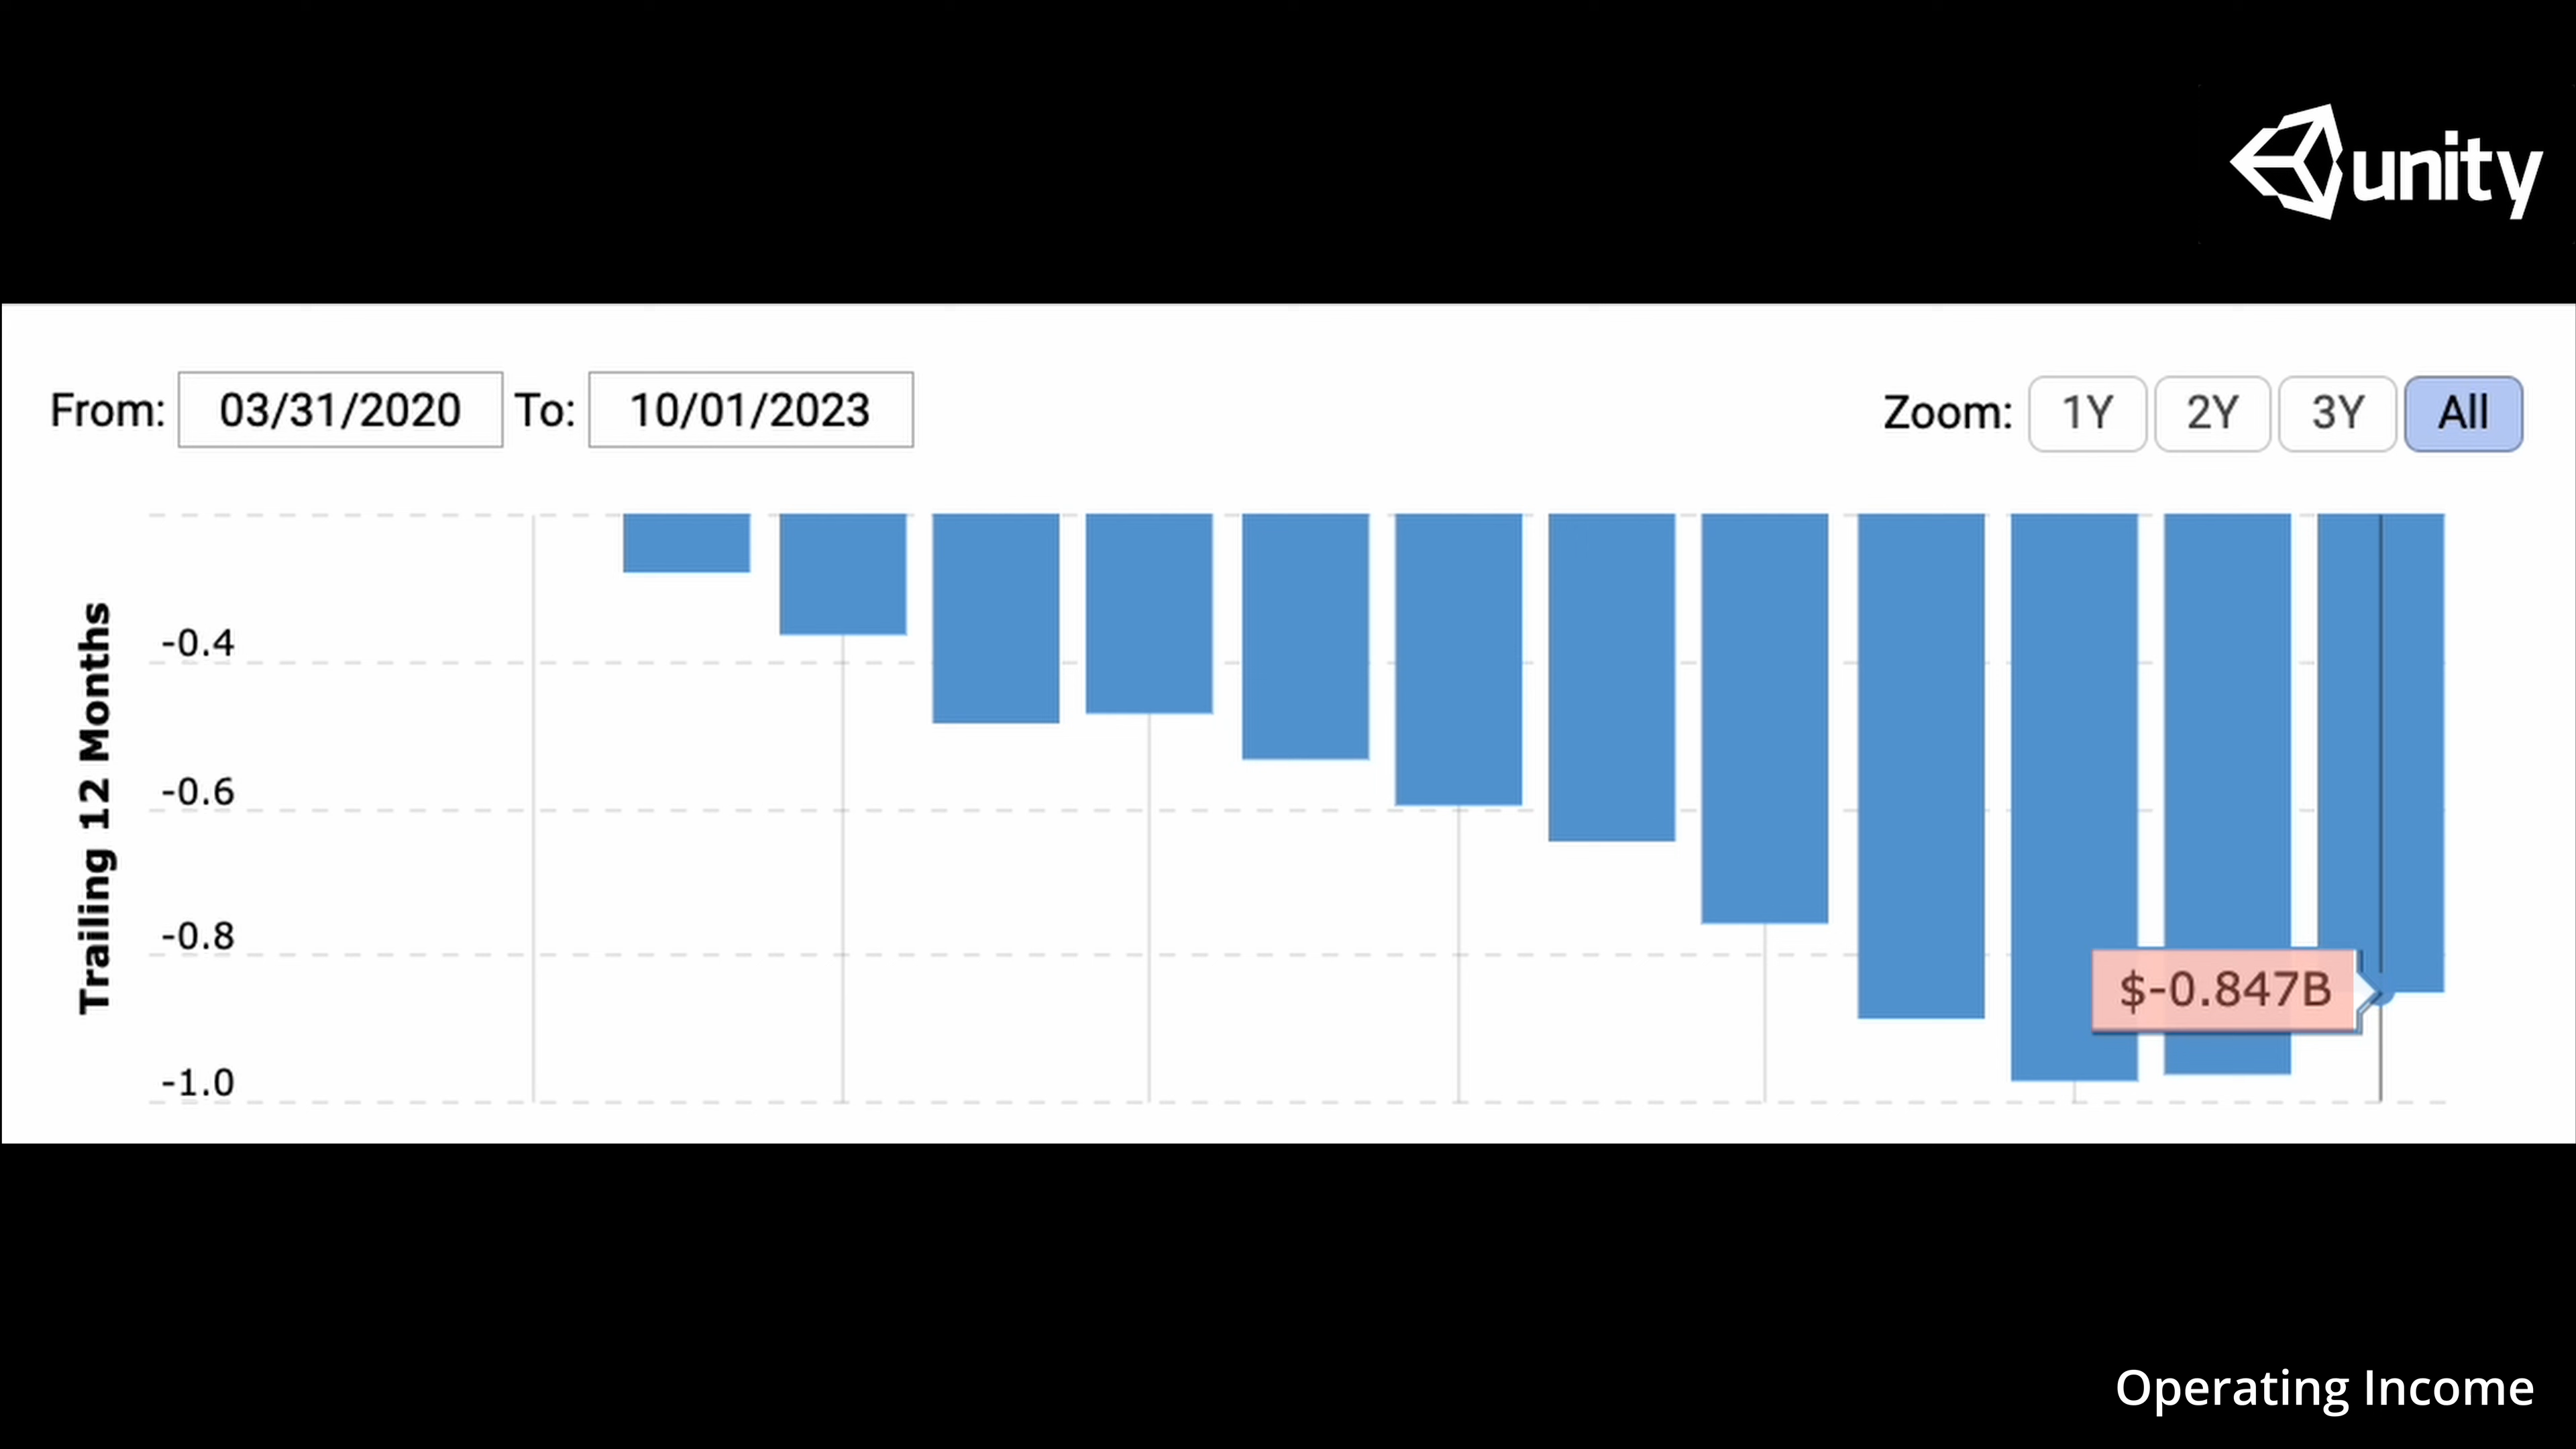 unity
From: 03/31/2020 To: 10/01/2023
Zoom: 1Y 2Y 3Y All
Trailing 12 Months
-0.4
-0.6
-0.8
-1.0
$-0.847B
Operating Income